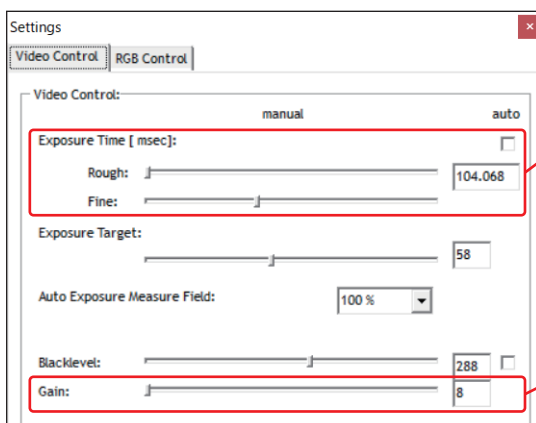 Settings
Video Control RGB Control
Video Control:
manual auto
Exposure Time [ msec]:
Rough: 104.068
Fine:
Exposure Target:
58
Auto Exposure Measure Field: 100 %
Blacklevel: 288
Gain: 8